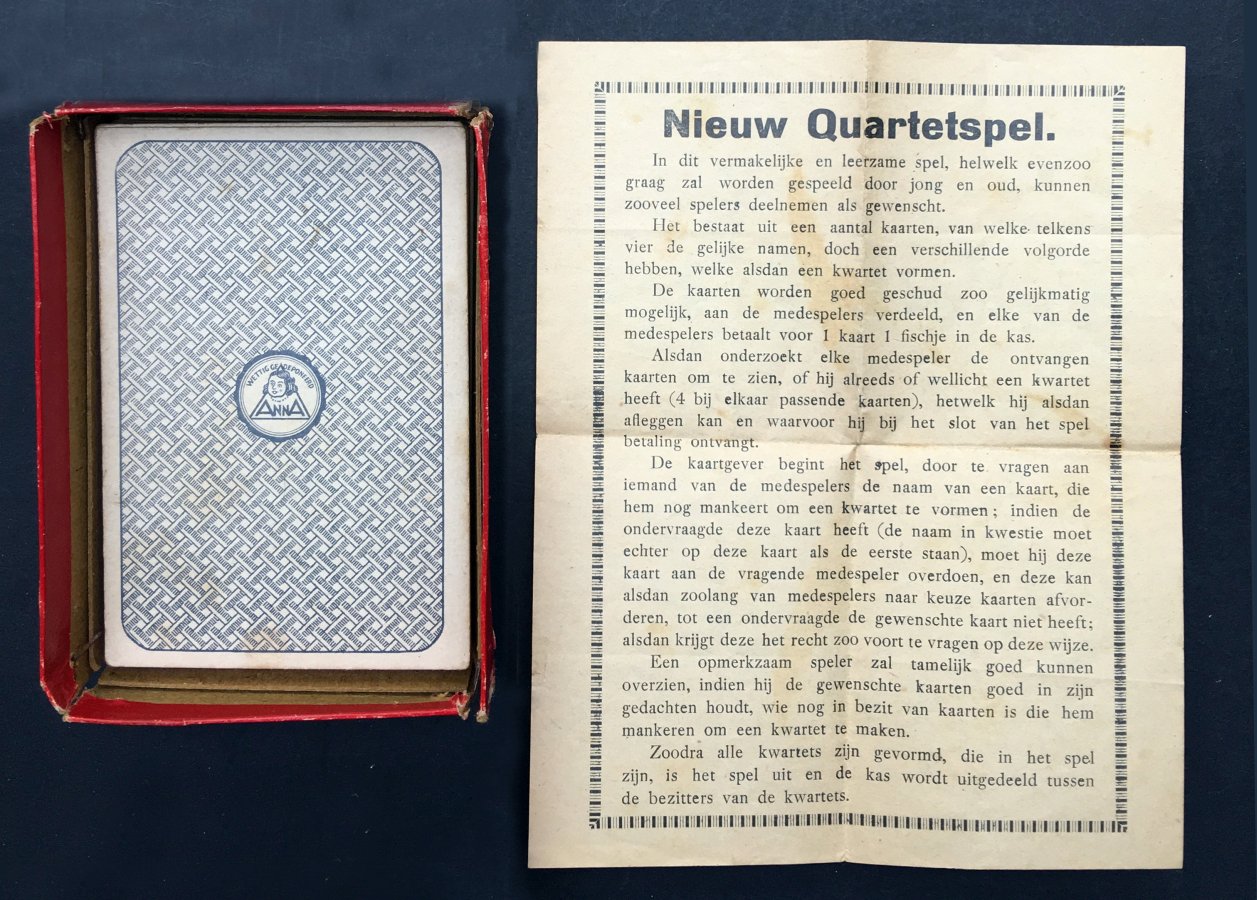 WETTIG GEDEPONEERD
ANNA
Nieuw Quartetspel.
In dit vermakelijke en leerzame spel, helwelk evenzoo
graag zal worden gespeeld door jong en oud, kunnen
zooveel spelers deelnemen als gewenscht.
Het bestaat uit een aantal kaarten, van welke telkens
vier de gelijke namen, doch een verschillende volgorde
hebben, welke alsdan een kwartet vormen.
De kaarten worden goed geschud zoo gelijkmatig
mogelijk, aan de medespelers verdeeld, en elke van de
medespelers betaalt voor 1 kaart 1 fischje in de kas.
Alsdan onderzoekt elke medespeler de ontvangen
kaarten om te zien, of hij alreeds of wellicht een kwartet
heeft (4 bij elkaar passende kaarten), hetwelk hij alsdan
afleggen kan en waarvoor hij bij het slot van het spel
betaling ontvangt.
De kaartgever begint het spel, door te vragen aan
iemand van de medespelers de naam van een kaart, die
hem nog mankeert om een kwartet te vormen; indien de
ondervraagde deze kaart heeft (de naam in kwestie moet
echter op deze kaart als de eerste staan), moet hij deze
kaart aan de vragende medespeler overdoen, en deze kan
alsdan zoolang van medespelers naar keuze kaarten afvor-
deren, tot een ondervraagde de gewenschte kaart niet heeft;
alsdan krijgt deze het recht zoo voort te vragen op deze wijze.
Een opmerkzaam speler zal tamelijk goed kunnen
overzien, indien hij de gewenschte kaarten goed in zijn
gedachten houdt, wie nog in bezit van kaarten is die hem
mankeren om een kwartet te maken.
Zoodra alle kwartets zijn gevormd, die in het spel
zijn, is het spel uit en de kas wordt uitgedeeld tussen
de bezitters van de kwartets.